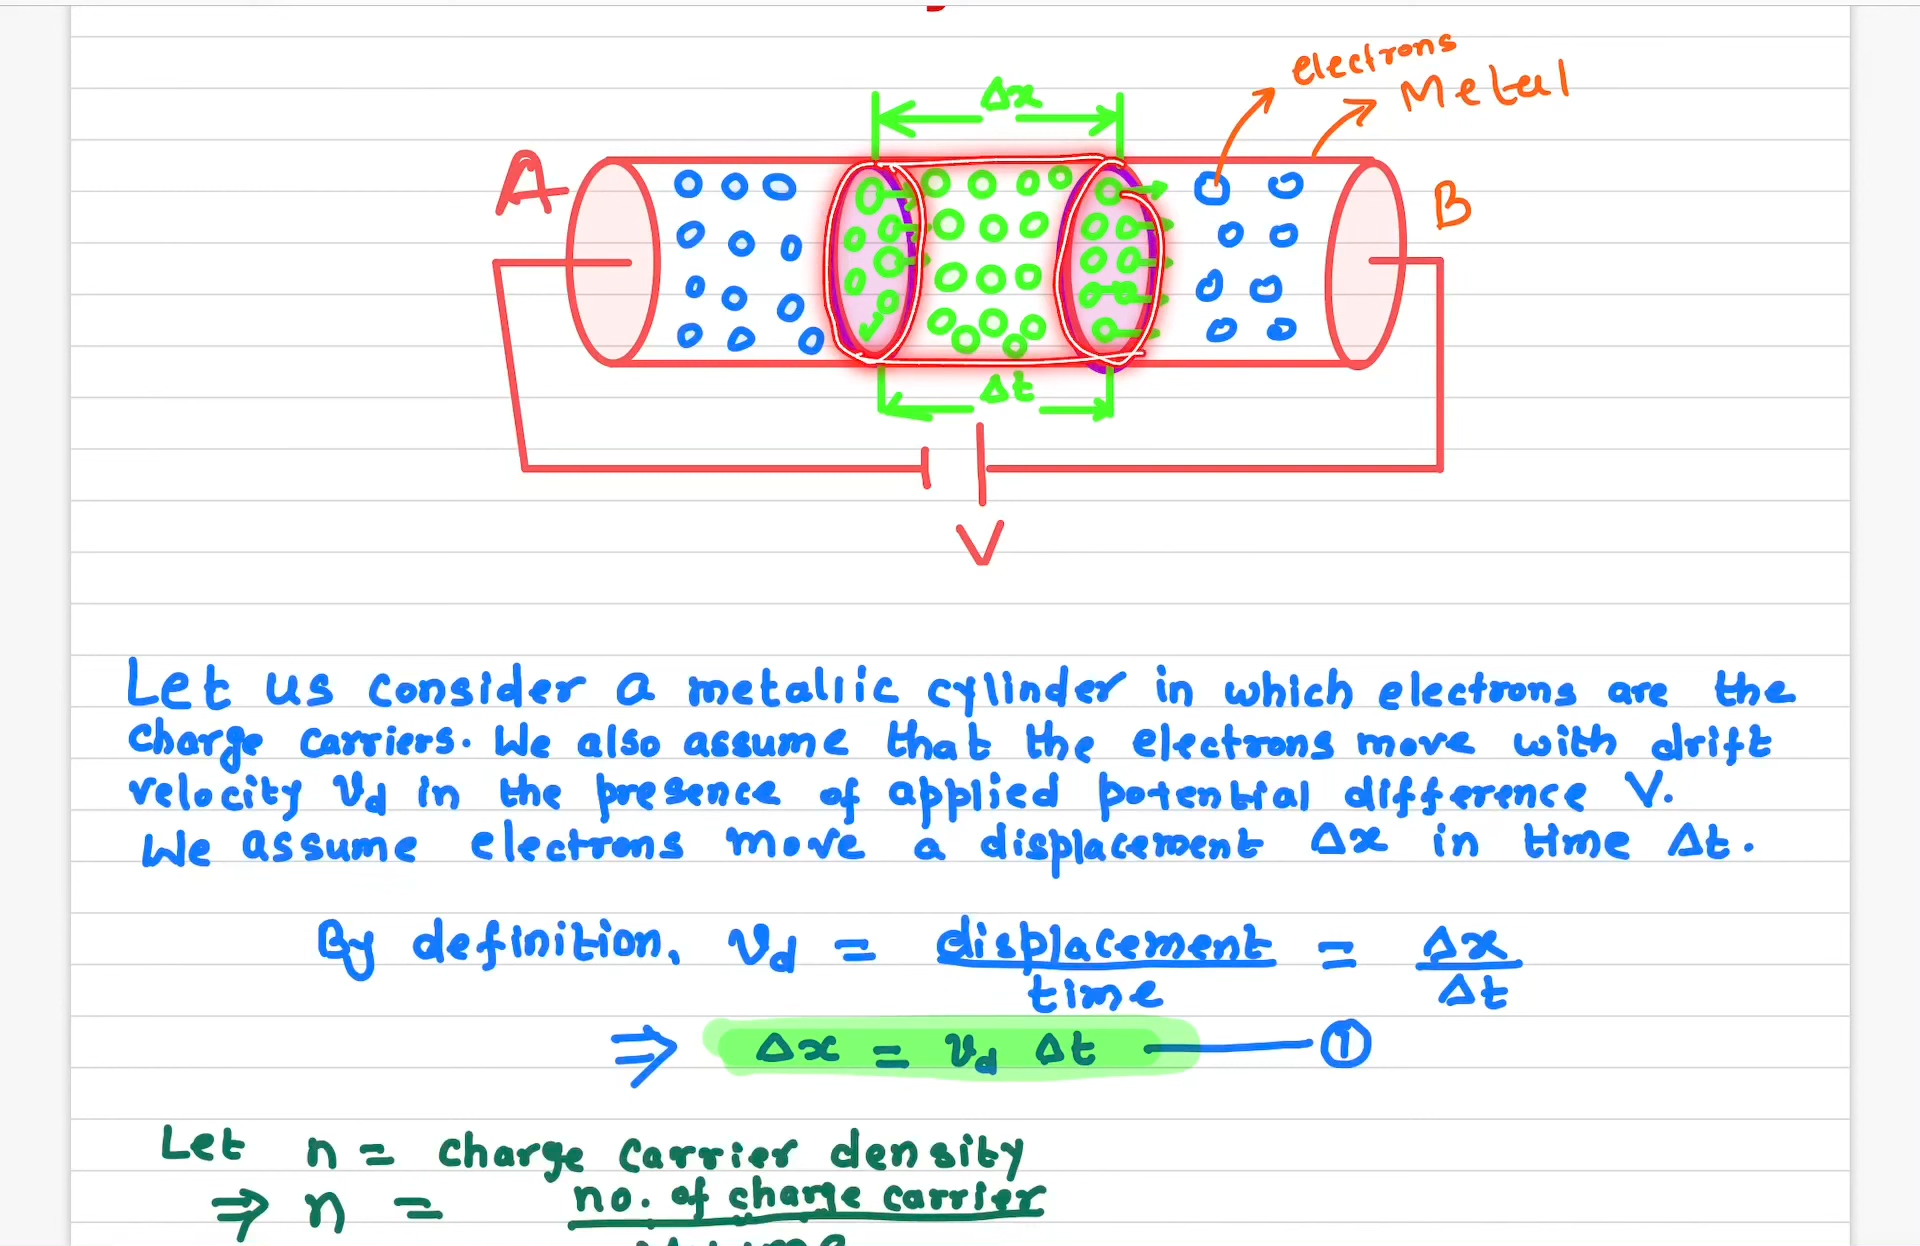 electrons
Metal
Δx
A
B
Δt
V
Let us consider a metallic cylinder in which electrons are the
charge carriers. We also assume that the electrons move with drift
velocity vd in the presence of applied potential difference V.
We assume electrons move a displacement Δx in time Δt.
By definition, vd = displacement/time = Δx/Δt
⇒ Δx = vd Δt — ①
Let n = charge carrier density
⇒ n = no. of charge carrier